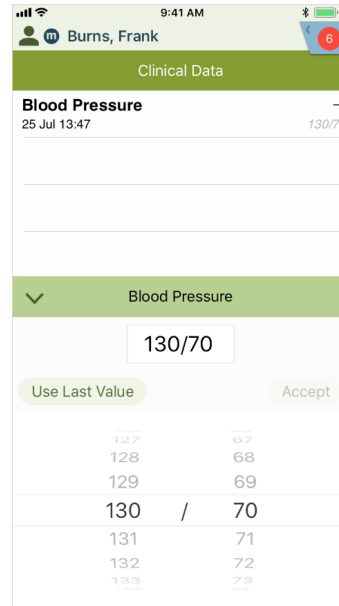 9:41 AM
m Burns, Frank
6
Clinical Data
Blood Pressure –
25 Jul 13:47 130/7
Blood Pressure
130/70
Use Last Value Accept
127 67
128 68
129 69
130 / 70
131 71
132 72
133 73